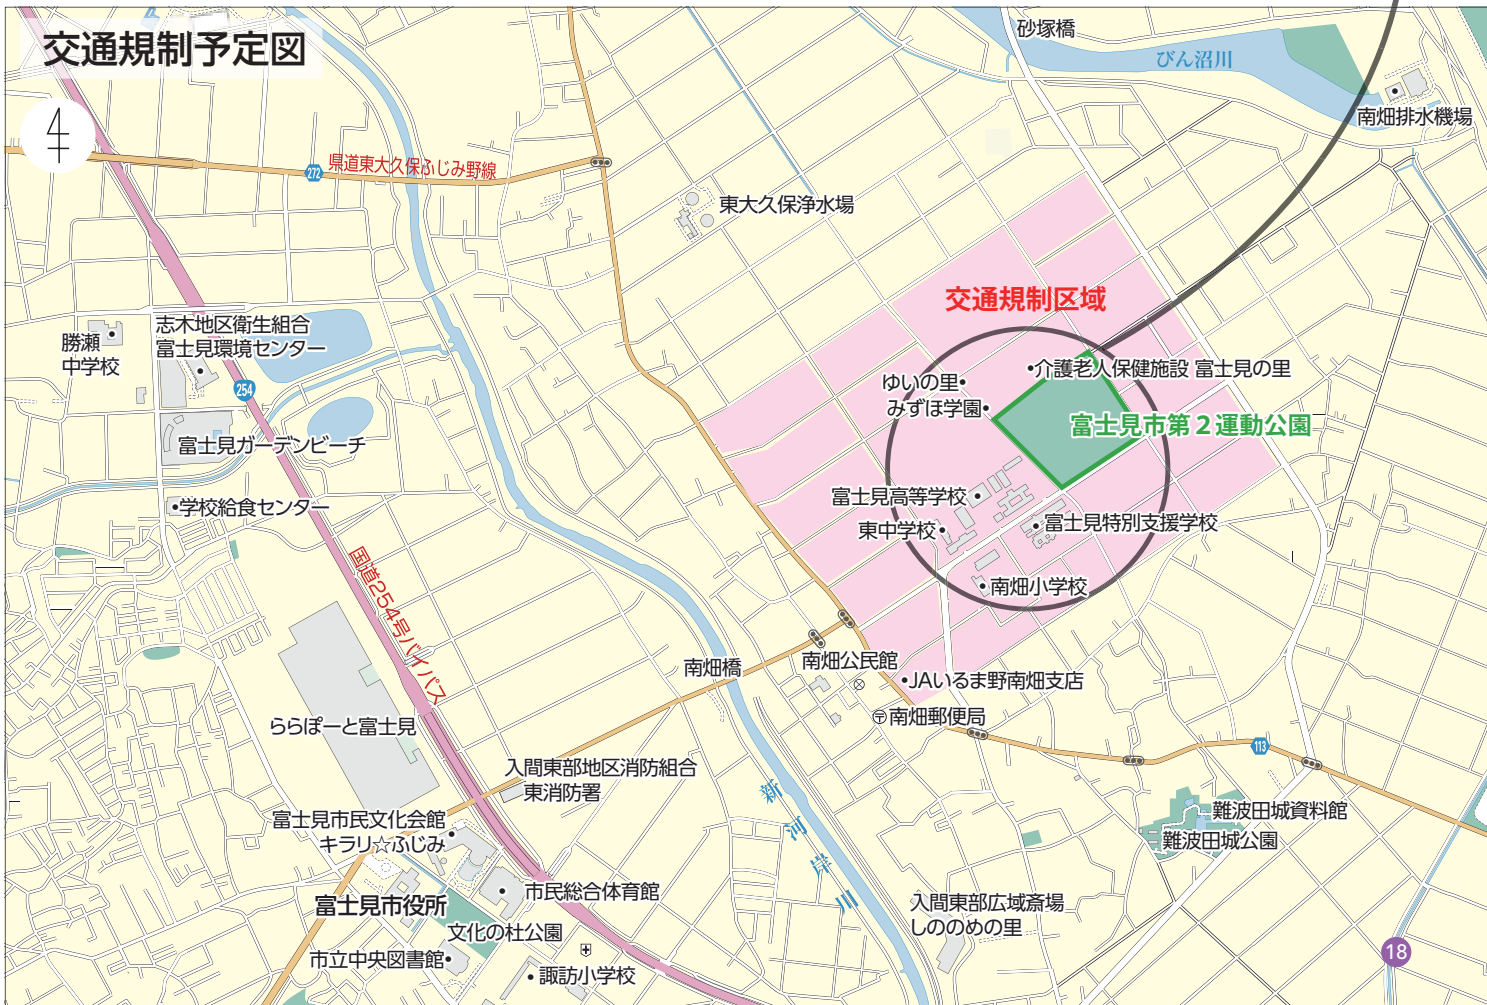 交通規制予定図
砂塚橋
びん沼川
南畑排水機場
県道東大久保ふじみ野線
272
東大久保浄水場
交通規制区域
志木地区衛生組合
富士見環境センター
勝瀬
中学校
254
ゆいの里
みずほ学園
介護老人保健施設 富士見の里
富士見市第2運動公園
富士見ガーデンビーチ
学校給食センター
富士見高等学校
東中学校
富士見特別支援学校
南畑小学校
国道254号バイパス
南畑橋
南畑公民館
JAいるま野南畑支店
南畑郵便局
ららぽーと富士見
113
入間東部地区消防組合
東消防署
新河岸川
富士見市民文化会館
キラリ☆ふじみ
難波田城資料館
難波田城公園
市民総合体育館
富士見市役所
入間東部広域斎場
しののめの里
文化の杜公園
市立中央図書館
諏訪小学校
18